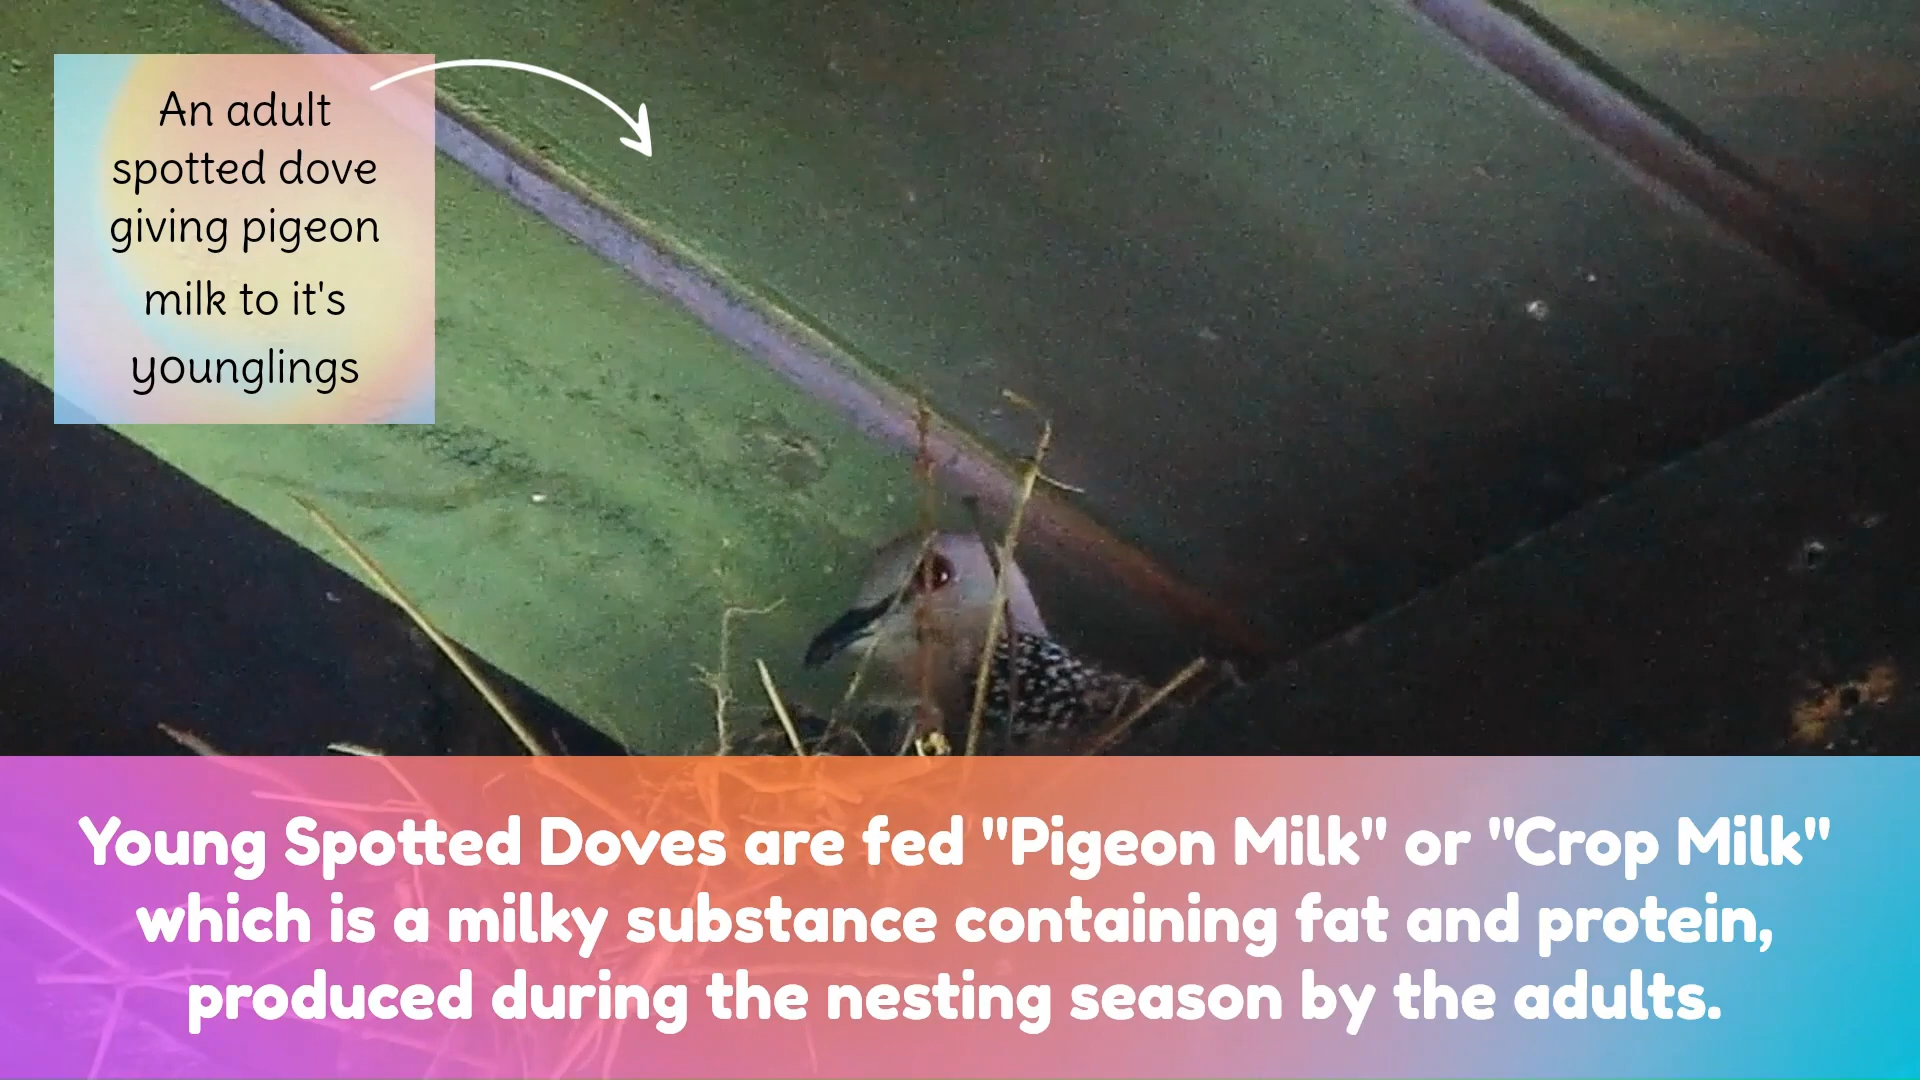 An adult
spotted dove
giving pigeon
milk to it's
younglings
Young Spotted Doves are fed "Pigeon Milk" or "Crop Milk"
which is a milky substance containing fat and protein,
produced during the nesting season by the adults.